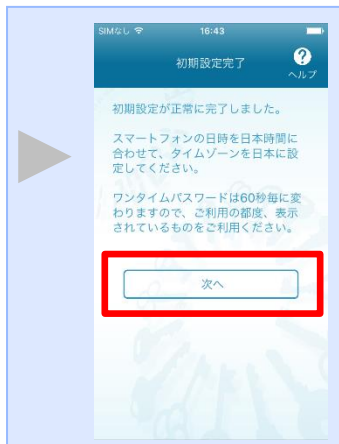 SIMなし 16:43
初期設定完了
?
ヘルプ
初期設定が正常に完了しました。
スマートフォンの日時を日本時間に
合わせて、タイムゾーンを日本に設
定してください。
ワンタイムパスワードは60秒毎に変
わりますので、ご利用の都度、表示
されているものをご利用ください。
次へ